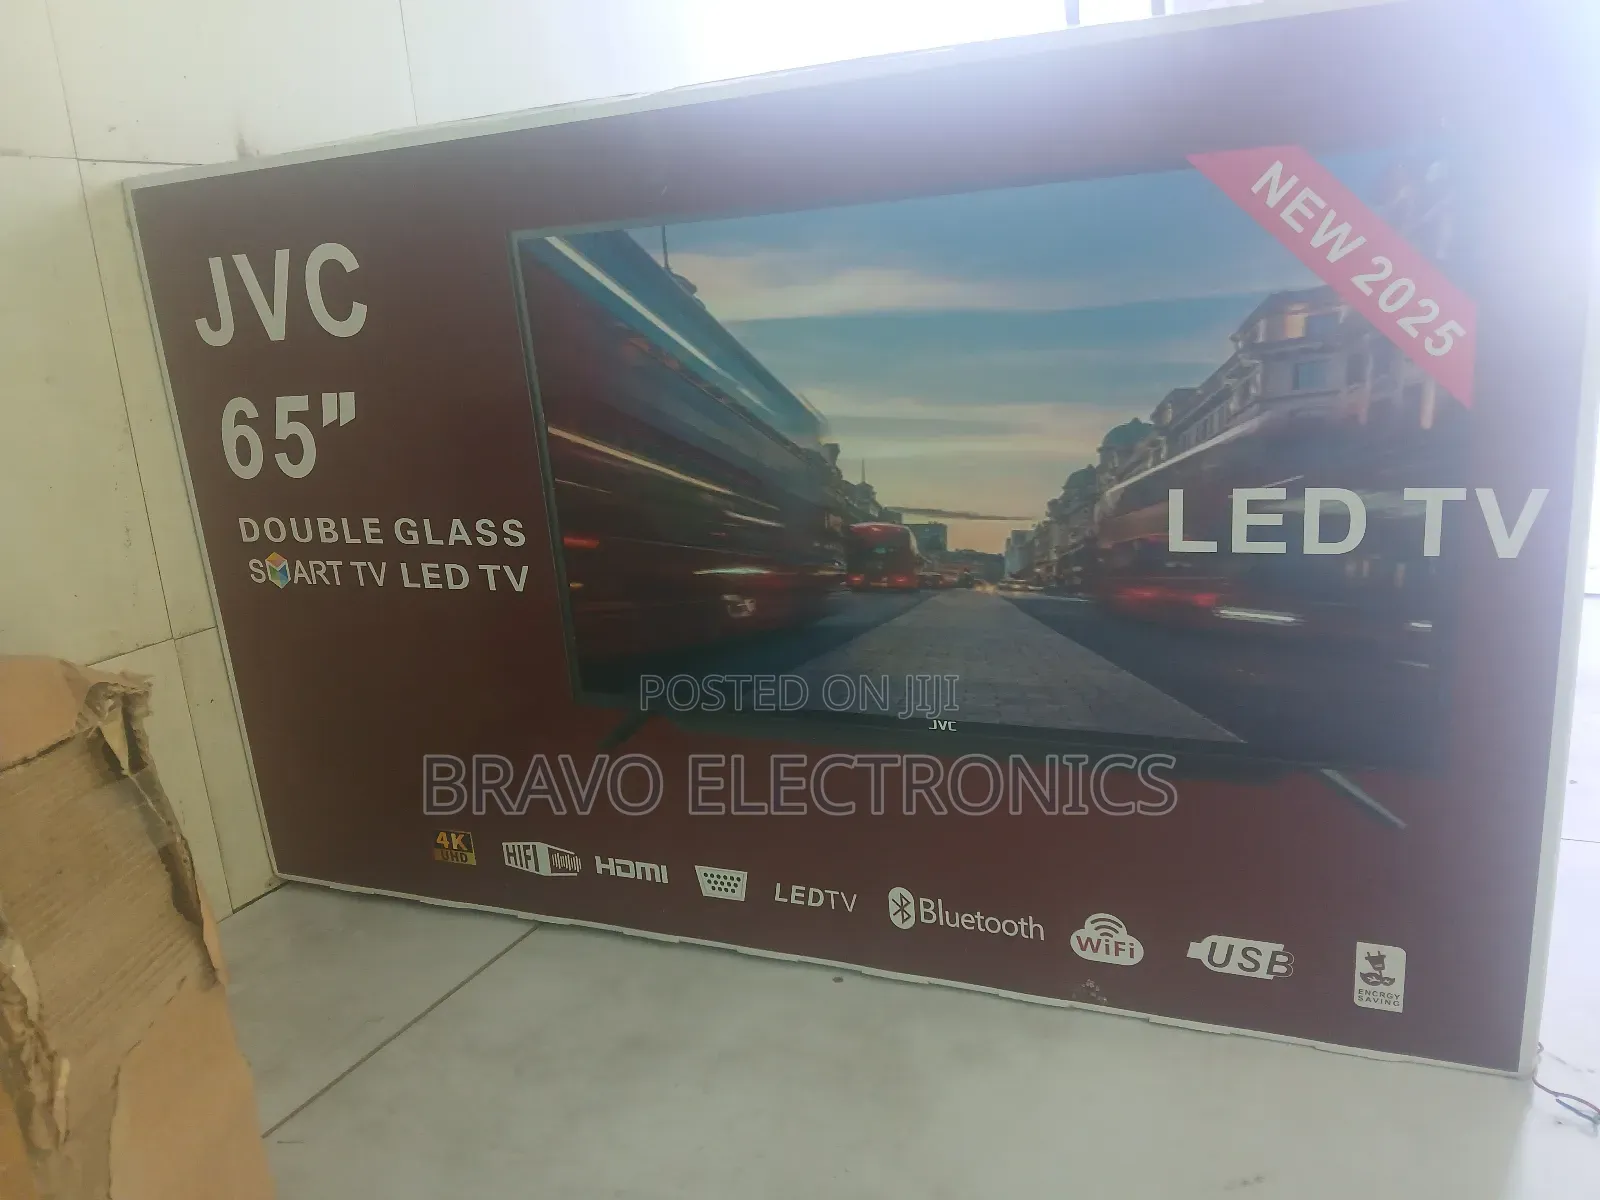 JVC
65"
DOUBLE GLASS
SMART TV LED TV
NEW 2025
LED TV
JVC
POSTED ON JIJI
BRAVO ELECTRONICS
4K
UHD
HIFI
HDMI
LEDTV
Bluetooth
WiFi
USB
ENERGY
SAVING